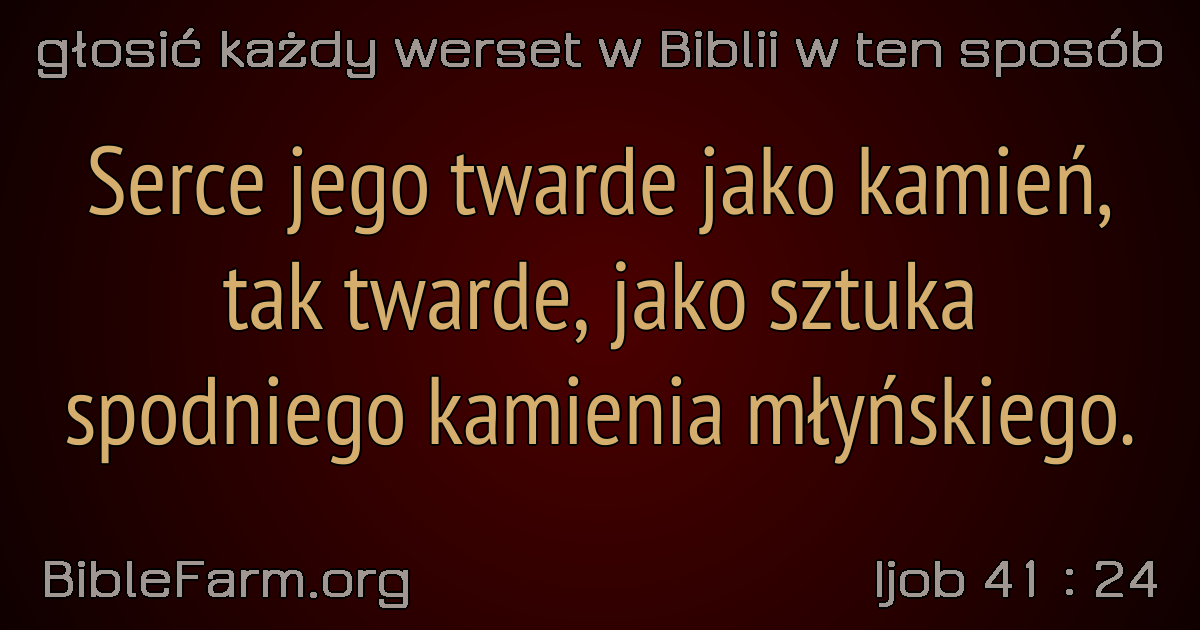 głosić każdy werset w Biblii w ten sposób
Serce jego twarde jako kamień,
tak twarde, jako sztuka
spodniego kamienia młyńskiego.
BibleFarm.org
Ijob 41 : 24